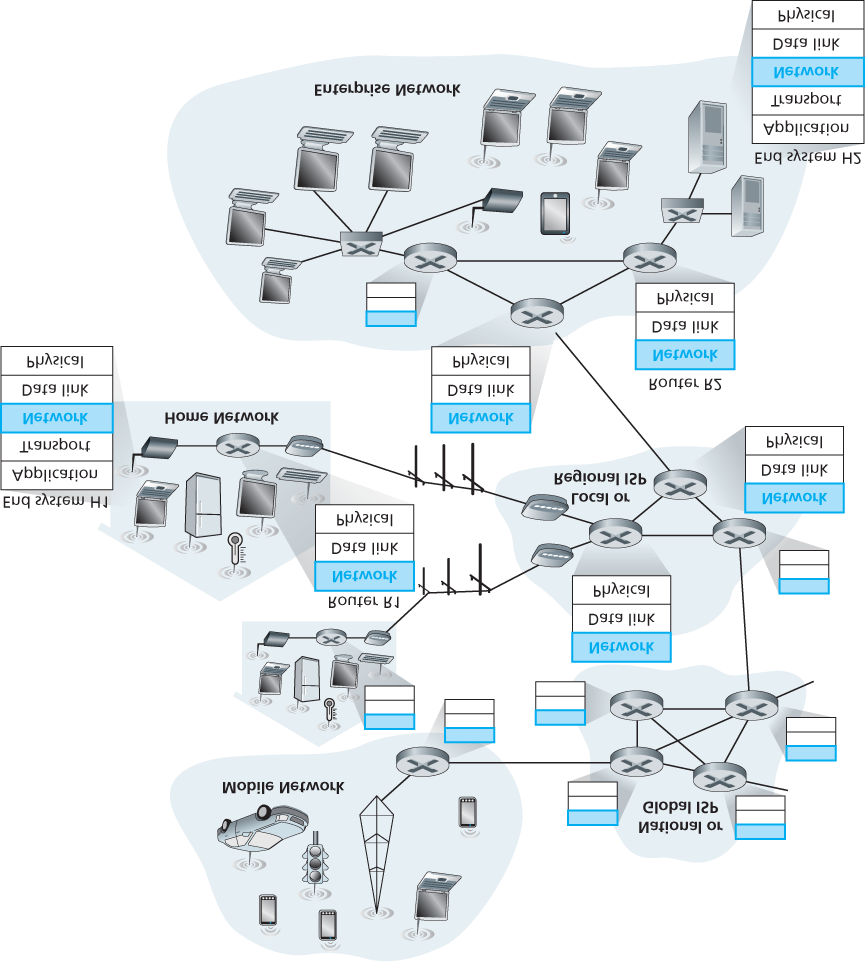 Physical
Data link
Network
Transport
Application
End system H2
Enterprise Network
Physical
Data link
Network
Router R2
Physical
Data link
Network
Physical
Data link
Network
Transport
Application
End system H1
Home Network
Physical
Data link
Network
Router R1
Regional ISP
Local or
Physical
Data link
Network
Physical
Data link
Network
Mobile Network
Global ISP
National or